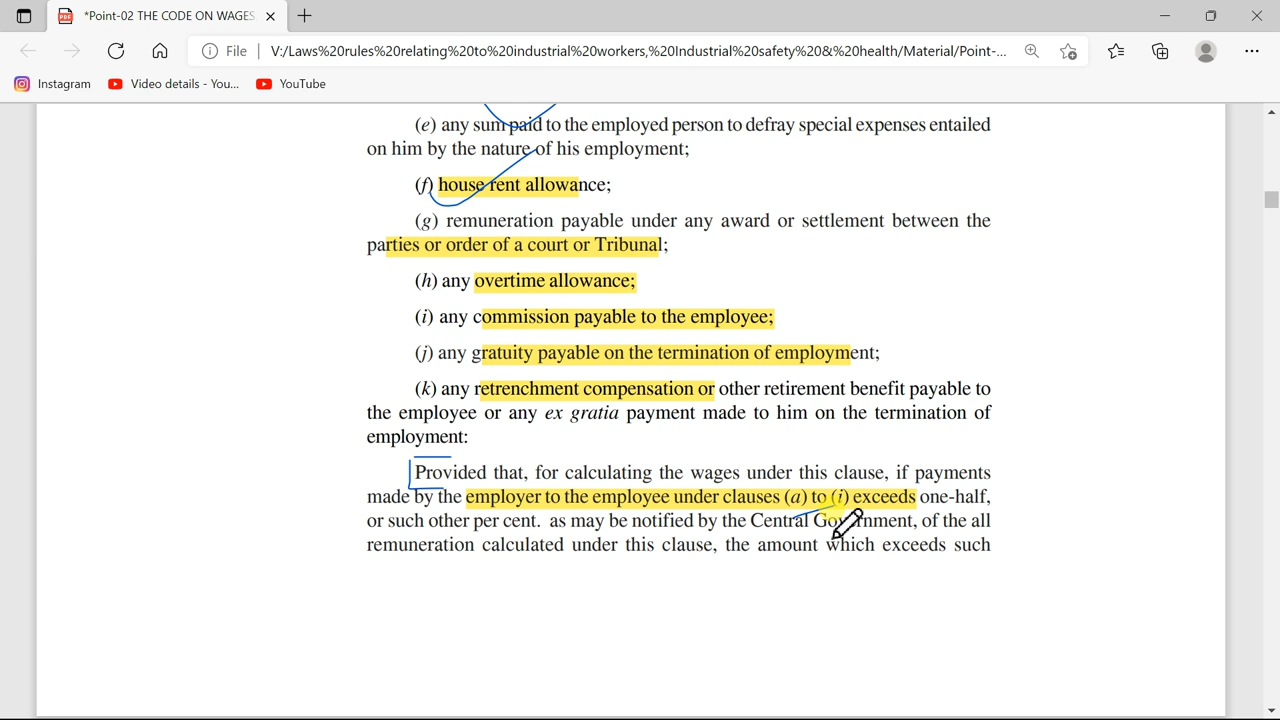 *Point-02 THE CODE ON WAGES
File
V:/Laws%20rules%20relating%20to%20industrial%20workers,%20Industrial%20safety%20&%20health/Material/Point-...
Instagram
Video details - You...
YouTube
(e) any sum paid to the employed person to defray special expenses entailed
on him by the nature of his employment;
(f) house rent allowance;
(g) remuneration payable under any award or settlement between the
parties or order of a court or Tribunal;
(h) any overtime allowance;
(i) any commission payable to the employee;
(j) any gratuity payable on the termination of employment;
(k) any retrenchment compensation or other retirement benefit payable to
the employee or any ex gratia payment made to him on the termination of
employment:
Provided that, for calculating the wages under this clause, if payments
made by the employer to the employee under clauses (a) to (i) exceeds one-half,
or such other per cent. as may be notified by the Central Government, of the all
remuneration calculated under this clause, the amount which exceeds such